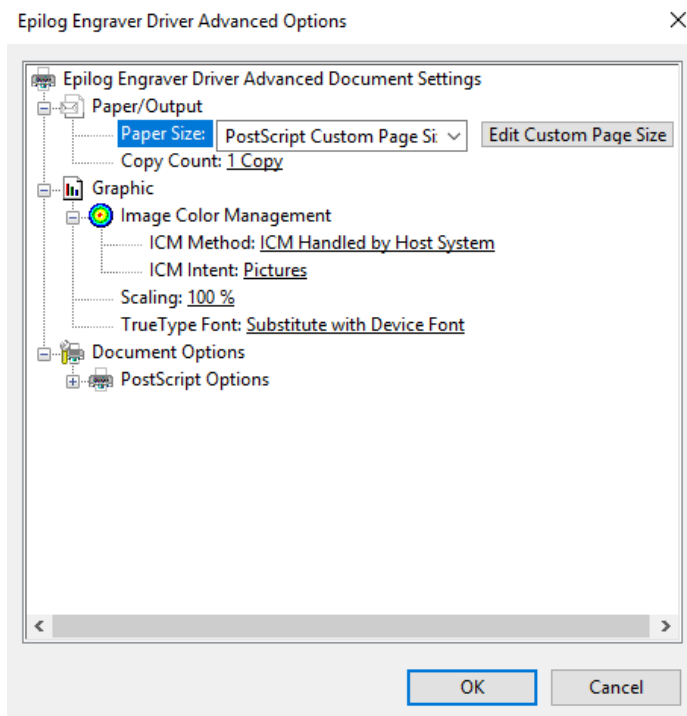 Epilog Engraver Driver Advanced Options
Epilog Engraver Driver Advanced Document Settings
Paper/Output
Paper Size: PostScript Custom Page Si Edit Custom Page Size
Copy Count: 1 Copy
Graphic
Image Color Management
ICM Method: ICM Handled by Host System
ICM Intent: Pictures
Scaling: 100 %
TrueType Font: Substitute with Device Font
Document Options
PostScript Options
OK Cancel